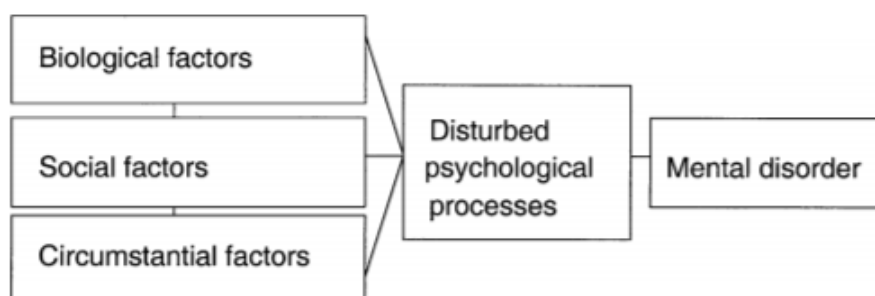 Biological factors
Social factors
Circumstantial factors
Disturbed
psychological
processes
Mental disorder